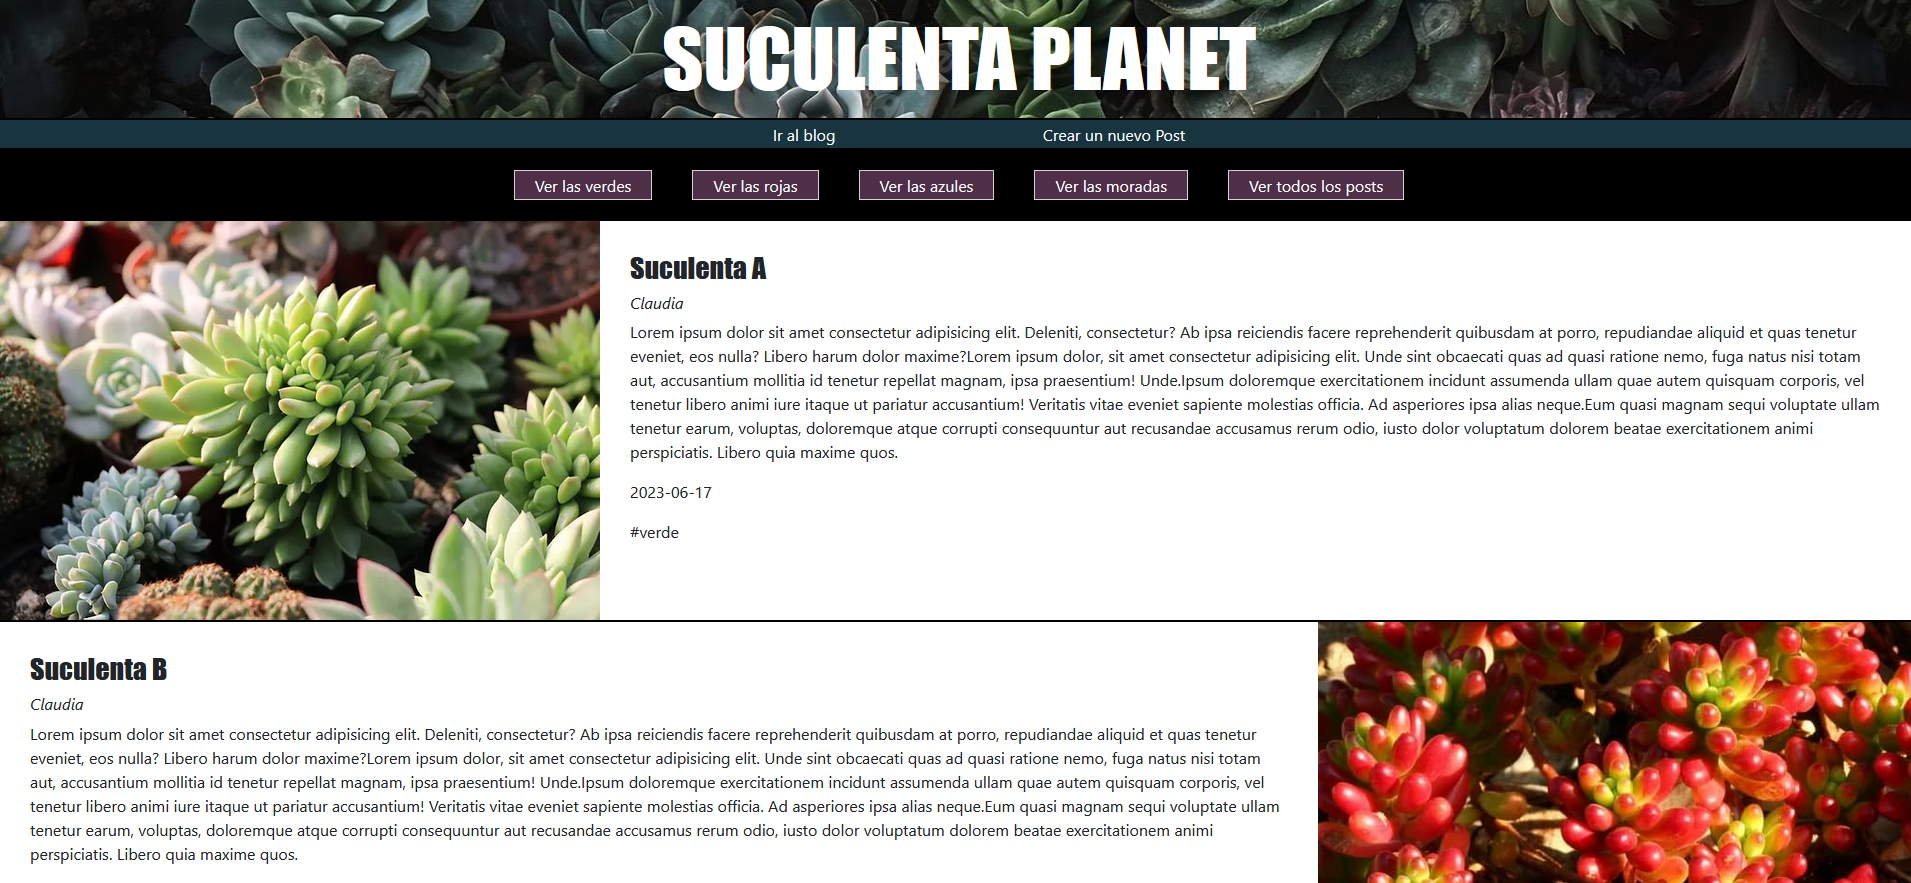 SUCULENTA PLANET
Ir al blog
Crear un nuevo Post
Ver las verdes
Ver las rojas
Ver las azules
Ver las moradas
Ver todos los posts
Suculenta A
Claudia
Lorem ipsum dolor sit amet consectetur adipisicing elit. Deleniti, consectetur? Ab ipsa reiciendis facere reprehenderit quibusdam at porro, repudiandae aliquid et quas tenetur
eveniet, eos nulla? Libero harum dolor maxime?Lorem ipsum dolor, sit amet consectetur adipisicing elit. Unde sint obcaecati quas ad quasi ratione nemo, fuga natus nisi totam
aut, accusantium mollitia id tenetur repellat magnam, ipsa praesentium! Unde.Ipsum doloremque exercitationem incidunt assumenda ullam quae autem quisquam corporis, vel
tenetur libero animi iure itaque ut pariatur accusantium! Veritatis vitae eveniet sapiente molestias officia. Ad asperiores ipsa alias neque.Eum quasi magnam sequi voluptate ullam
tenetur earum, voluptas, doloremque atque corrupti consequuntur aut recusandae accusamus rerum odio, iusto dolor voluptatum dolorem beatae exercitationem animi
perspiciatis. Libero quia maxime quos.
2023-06-17
#verde
Suculenta B
Claudia
Lorem ipsum dolor sit amet consectetur adipisicing elit. Deleniti, consectetur? Ab ipsa reiciendis facere reprehenderit quibusdam at porro, repudiandae aliquid et quas tenetur
eveniet, eos nulla? Libero harum dolor maxime?Lorem ipsum dolor, sit amet consectetur adipisicing elit. Unde sint obcaecati quas ad quasi ratione nemo, fuga natus nisi totam
aut, accusantium mollitia id tenetur repellat magnam, ipsa praesentium! Unde.Ipsum doloremque exercitationem incidunt assumenda ullam quae autem quisquam corporis, vel
tenetur libero animi iure itaque ut pariatur accusantium! Veritatis vitae eveniet sapiente molestias officia. Ad asperiores ipsa alias neque.Eum quasi magnam sequi voluptate ullam
tenetur earum, voluptas, doloremque atque corrupti consequuntur aut recusandae accusamus rerum odio, iusto dolor voluptatum dolorem beatae exercitationem animi
perspiciatis. Libero quia maxime quos.